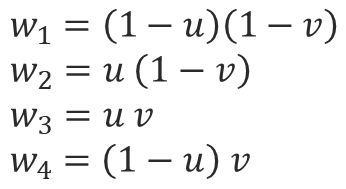 w₁ = (1 − u)(1 − v)
w₂ = u (1 − v)
w₃ = u v
w₄ = (1 − u) v